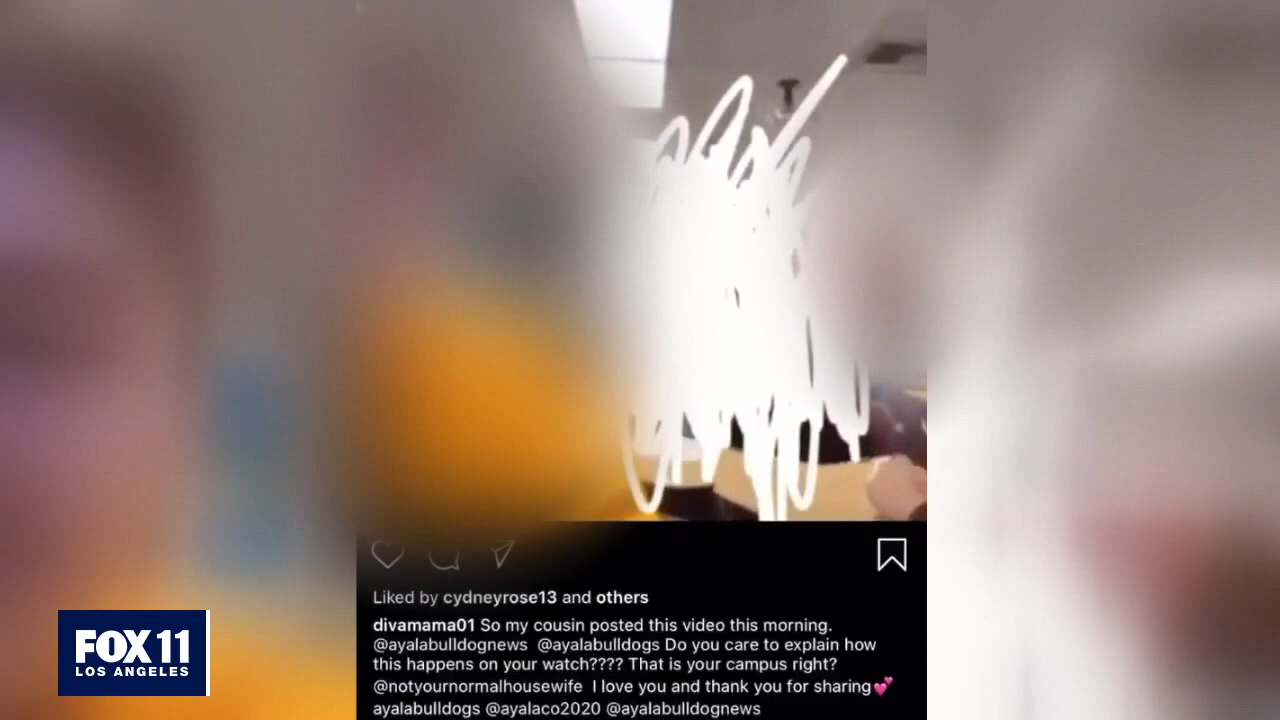 Liked by cydneyrose13 and others
divamama01 So my cousin posted this video this morning.
@ayalabulldognews @ayalabulldogs Do you care to explain how
this happens on your watch???? That is your campus right?
@notyournormalhousewife I love you and thank you for sharing💕
ayalabulldogs @ayalaco2020 @ayalabulldognews
FOX 11
LOS ANGELES